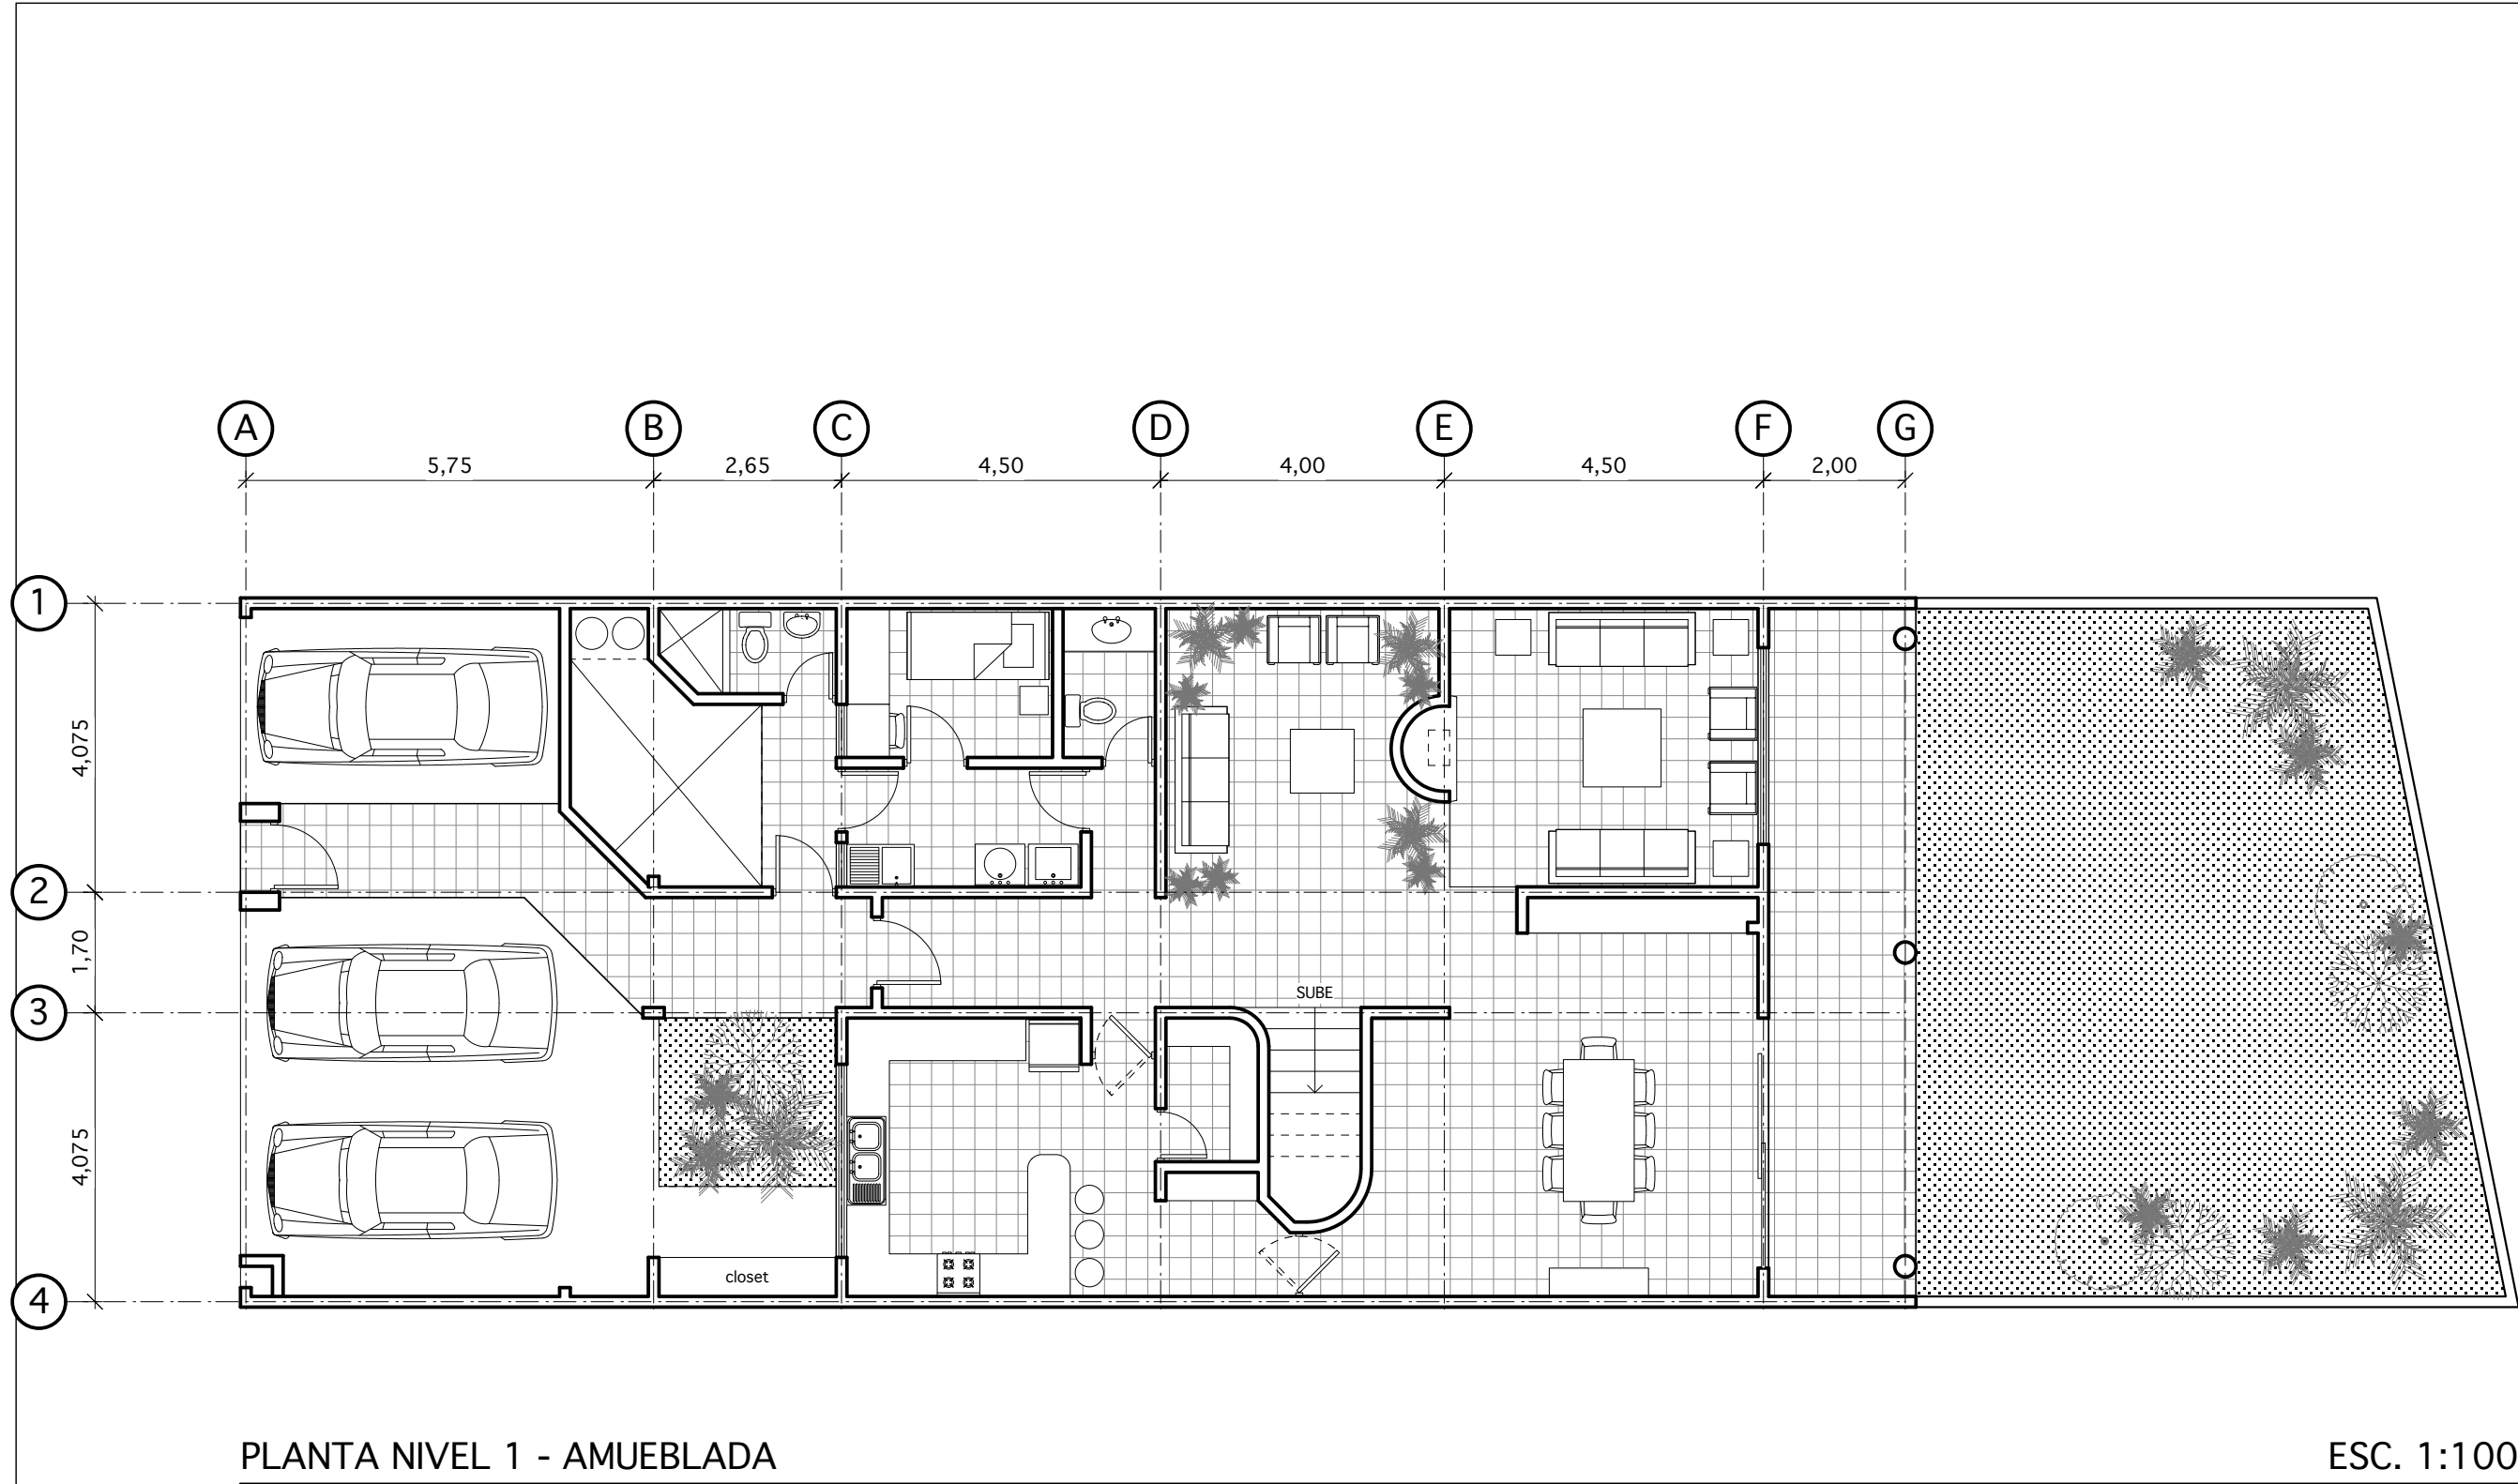 A B C D E F G
5,75 2,65 4,50 4,00 4,50 2,00
1
4,075
2
1,70
SUBE
3
4,075
closet
4
PLANTA NIVEL 1 - AMUEBLADA
ESC. 1:100